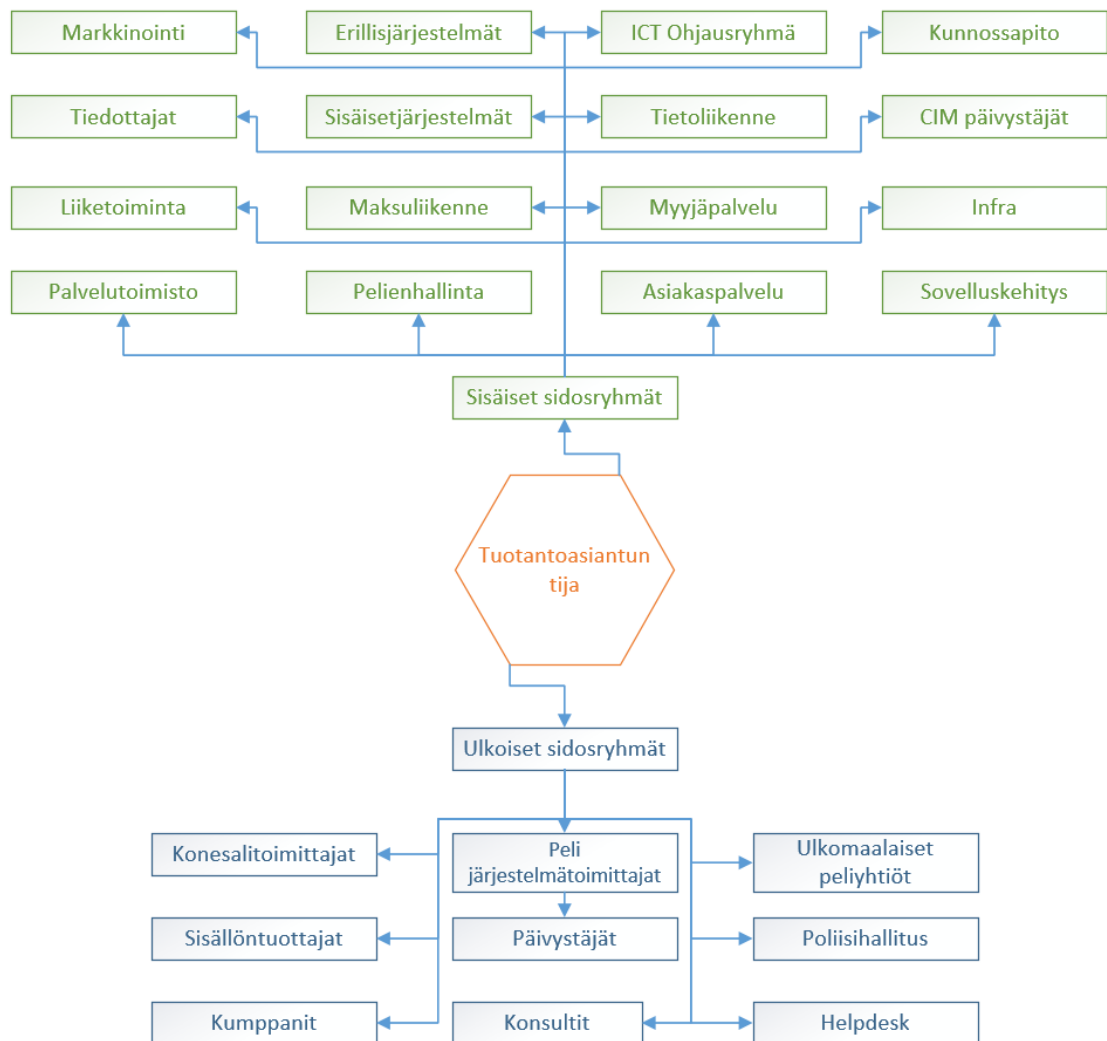 Markkinointi
Erillisjärjestelmät
ICT Ohjausryhmä
Kunnossapito
Tiedottajat
Sisäisetjärjestelmät
Tietoliikenne
CIM päivystäjät
Liiketoiminta
Maksuliikenne
Myyjäpalvelu
Infra
Palvelutoimisto
Pelienhallinta
Asiakaspalvelu
Sovelluskehitys
Sisäiset sidosryhmät
Tuotantoasiantun
tija
Ulkoiset sidosryhmät
Konesalitoimittajat
Peli
järjestelmätoimittajat
Ulkomaalaiset
peliyhtiöt
Sisällöntuottajat
Päivystäjät
Poliisihallitus
Kumppanit
Konsultit
Helpdesk